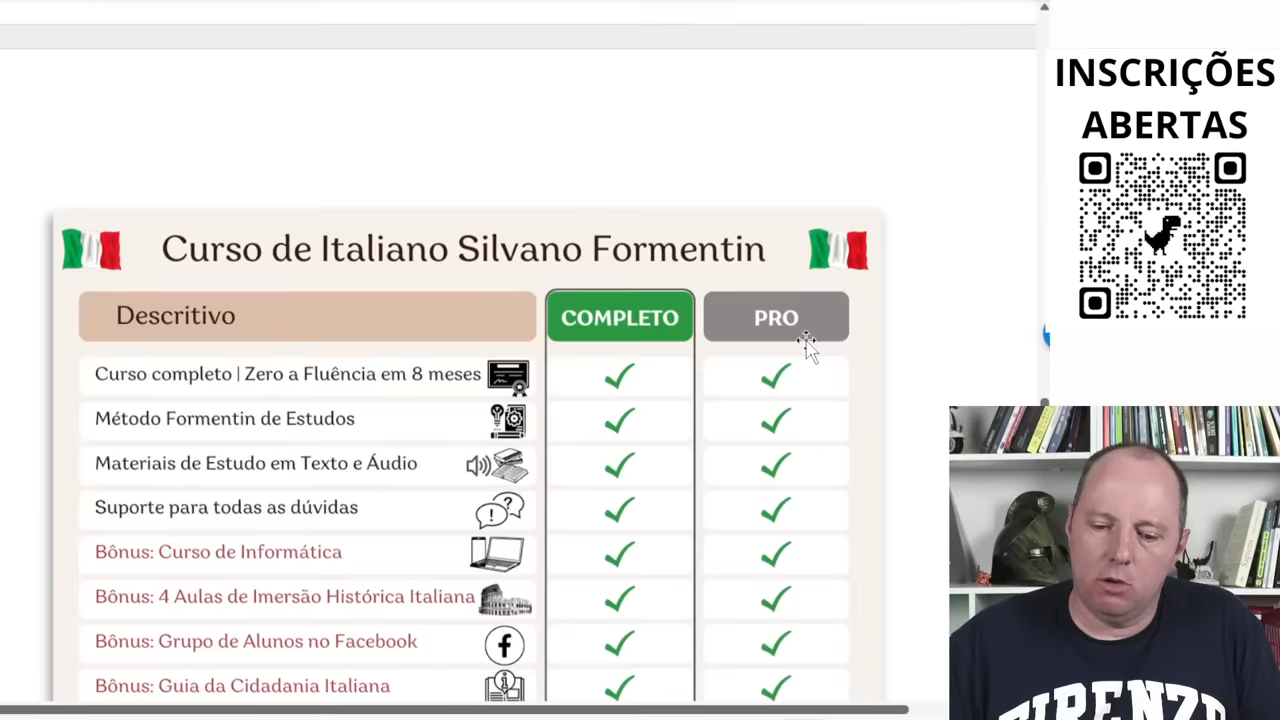 INSCRIÇÕES
ABERTAS
Curso de Italiano Silvano Formentin
Descritivo
COMPLETO
PRO
Curso completo | Zero a Fluência em 8 meses
Método Formentin de Estudos
Materiais de Estudo em Texto e Áudio
Suporte para todas as dúvidas
Bônus: Curso de Informática
Bônus: 4 Aulas de Imersão Histórica Italiana
Bônus: Grupo de Alunos no Facebook
Bônus: Guia da Cidadania Italiana
FIRENZE